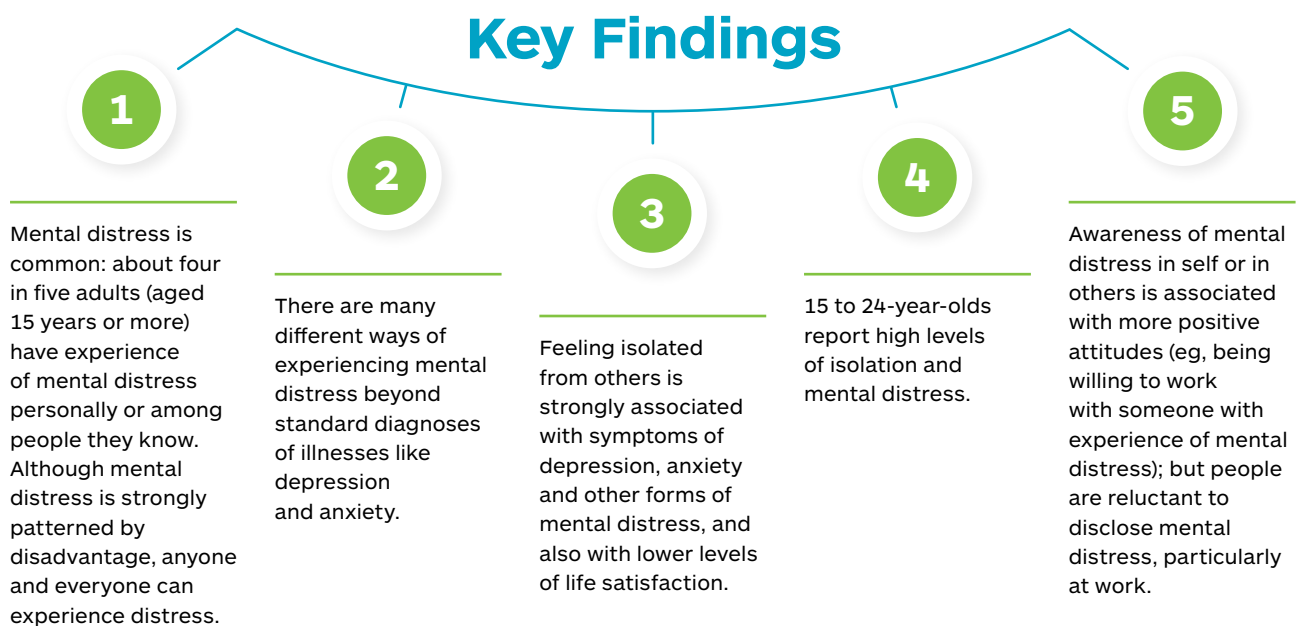 Key Findings
1
Mental distress is
common: about four
in five adults (aged
15 years or more)
have experience
of mental distress
personally or among
people they know.
Although mental
distress is strongly
patterned by
disadvantage, anyone
and everyone can
experience distress.
2
There are many
different ways of
experiencing mental
distress beyond
standard diagnoses
of illnesses like
depression
and anxiety.
3
Feeling isolated
from others is
strongly associated
with symptoms of
depression, anxiety
and other forms of
mental distress, and
also with lower levels
of life satisfaction.
4
15 to 24-year-olds
report high levels
of isolation and
mental distress.
5
Awareness of mental
distress in self or in
others is associated
with more positive
attitudes (eg, being
willing to work
with someone with
experience of mental
distress); but people
are reluctant to
disclose mental
distress, particularly
at work.